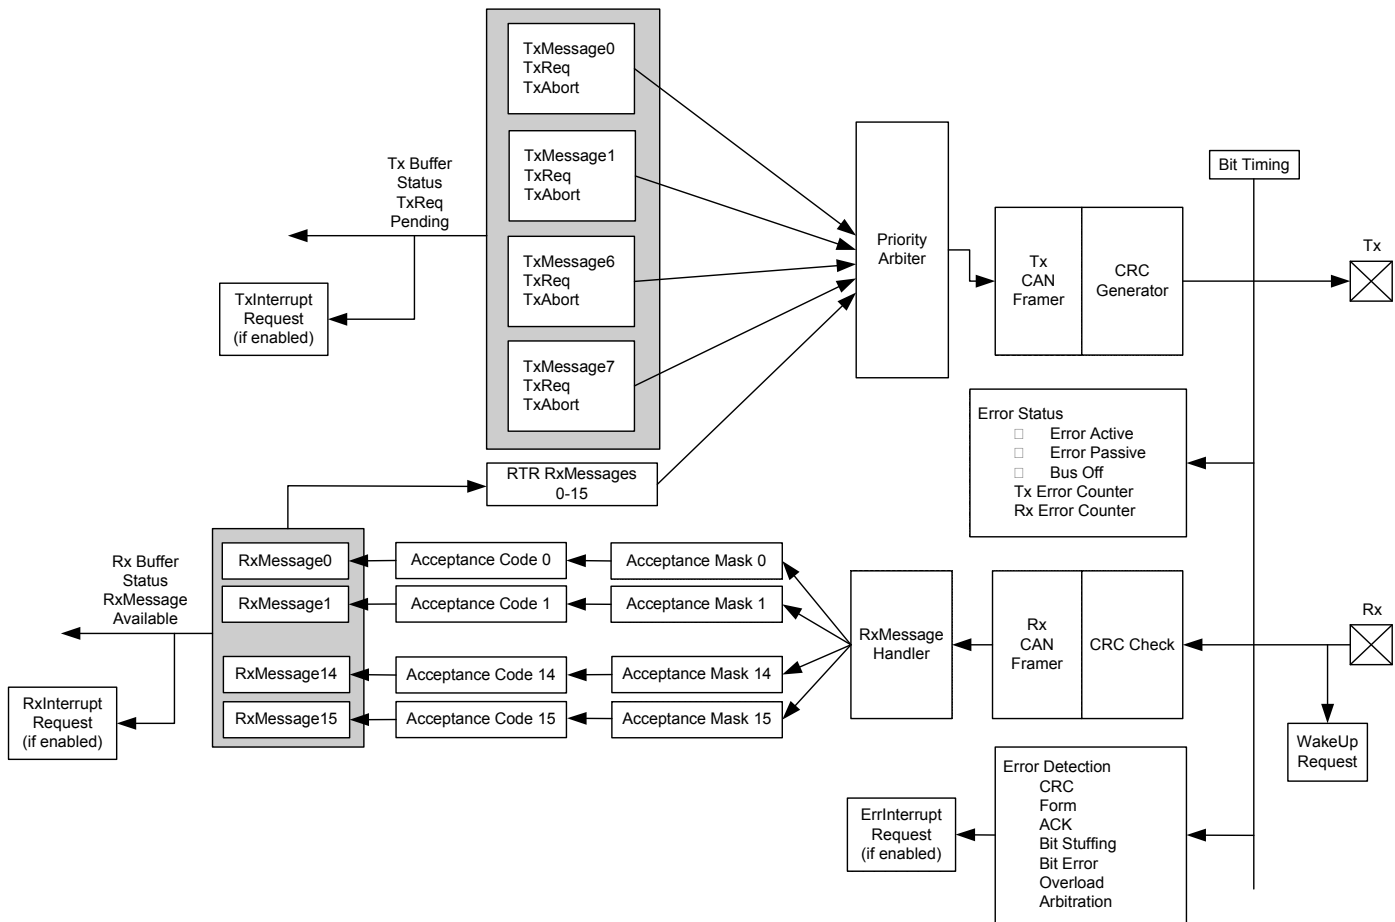 TxMessage0
TxReq
TxAbort
TxMessage1
TxReq
TxAbort
TxMessage6
TxReq
TxAbort
TxMessage7
TxReq
TxAbort
Tx Buffer
Status
TxReq
Pending
TxInterrupt
Request
(if enabled)
Priority
Arbiter
Tx
CAN
Framer
CRC
Generator
Bit Timing
Tx
Error Status
Error Active
Error Passive
Bus Off
Tx Error Counter
Rx Error Counter
RTR RxMessages
0-15
Rx Buffer
Status
RxMessage
Available
RxInterrupt
Request
(if enabled)
RxMessage0
Acceptance Code 0
Acceptance Mask 0
RxMessage1
Acceptance Code 1
Acceptance Mask 1
RxMessage14
Acceptance Code 14
Acceptance Mask 14
RxMessage15
Acceptance Code 15
Acceptance Mask 15
RxMessage
Handler
Rx
CAN
Framer
CRC Check
Rx
WakeUp
Request
Error Detection
CRC
Form
ACK
Bit Stuffing
Bit Error
Overload
Arbitration
ErrInterrupt
Request
(if enabled)